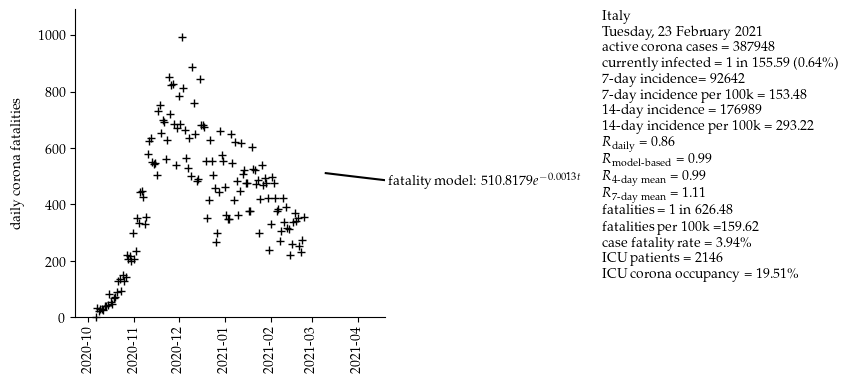 Italy
Tuesday, 23 February 2021
active corona cases = 387948
currently infected = 1 in 155.59 (0.64%)
7-day incidence= 92642
7-day incidence per 100k = 153.48
14-day incidence = 176989
14-day incidence per 100k = 293.22
R_daily = 0.86
R_model-based = 0.99
R_4-day mean = 0.99
R_7-day mean = 1.11
fatalities = 1 in 626.48
fatalities per 100k =159.62
case fatality rate = 3.94%
ICU patients = 2146
ICU corona occupancy = 19.51%
daily corona fatalities
1000
800
600
400
200
0
fatality model: 510.8179e^{−0.0013t}
2020-10
2020-11
2020-12
2021-01
2021-02
2021-03
2021-04